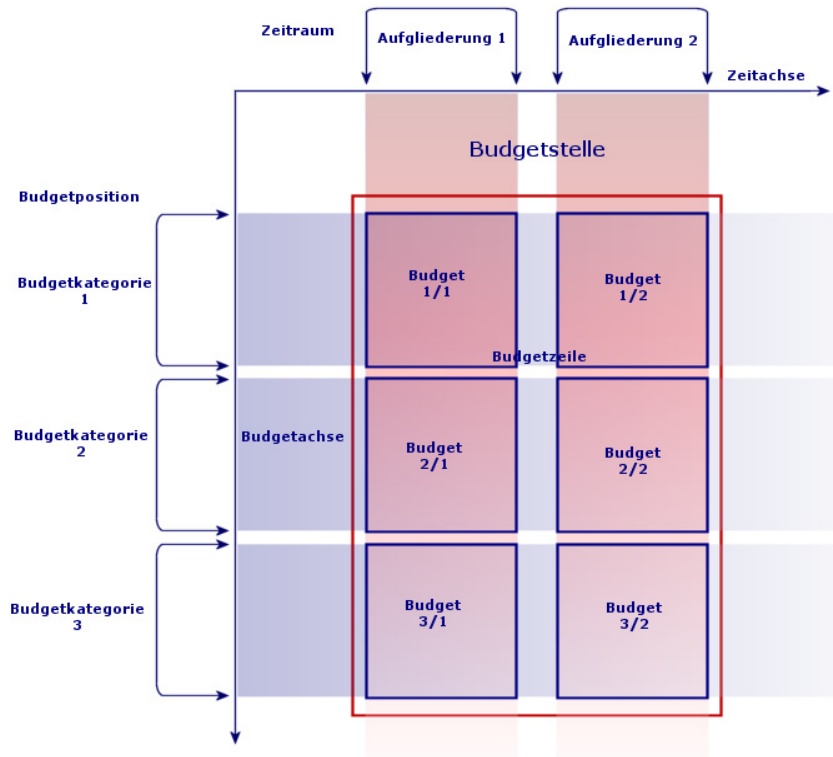 Zeitraum
Aufgliederung 1
Aufgliederung 2
Zeitachse
Budgetstelle
Budgetposition
Budgetkategorie
1
Budget
1/1
Budget
1/2
Budgetzeile
Budgetkategorie
2
Budgetachse
Budget
2/1
Budget
2/2
Budgetkategorie
3
Budget
3/1
Budget
3/2